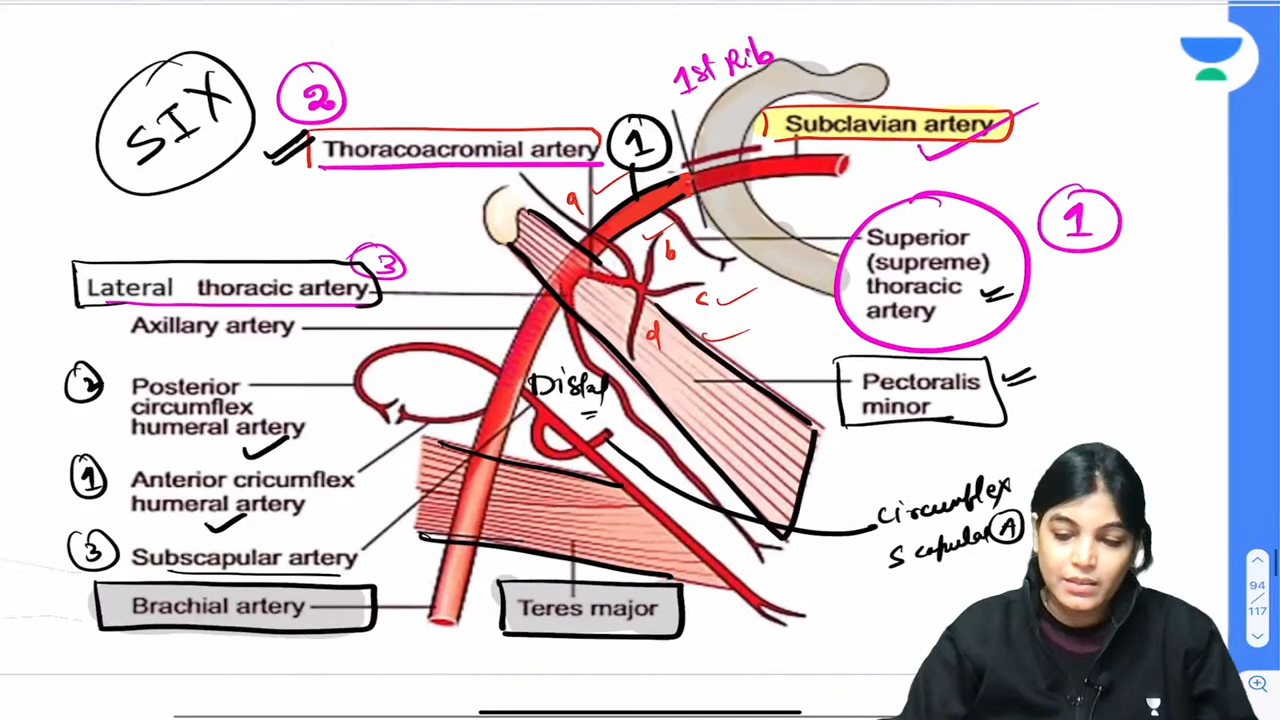 SIX
2
1st Rib
Thoracoacromial artery
1
Subclavian artery
a
b
c
d
Superior
(supreme)
thoracic
artery
1
Lateral thoracic artery
3
Axillary artery
2
Posterior
circumflex
humeral artery
Distal
Pectoralis
minor
1
Anterior cricumflex
humeral artery
3
Subscapular artery
circumflex
Scapular A
Brachial artery
Teres major
94
/
117